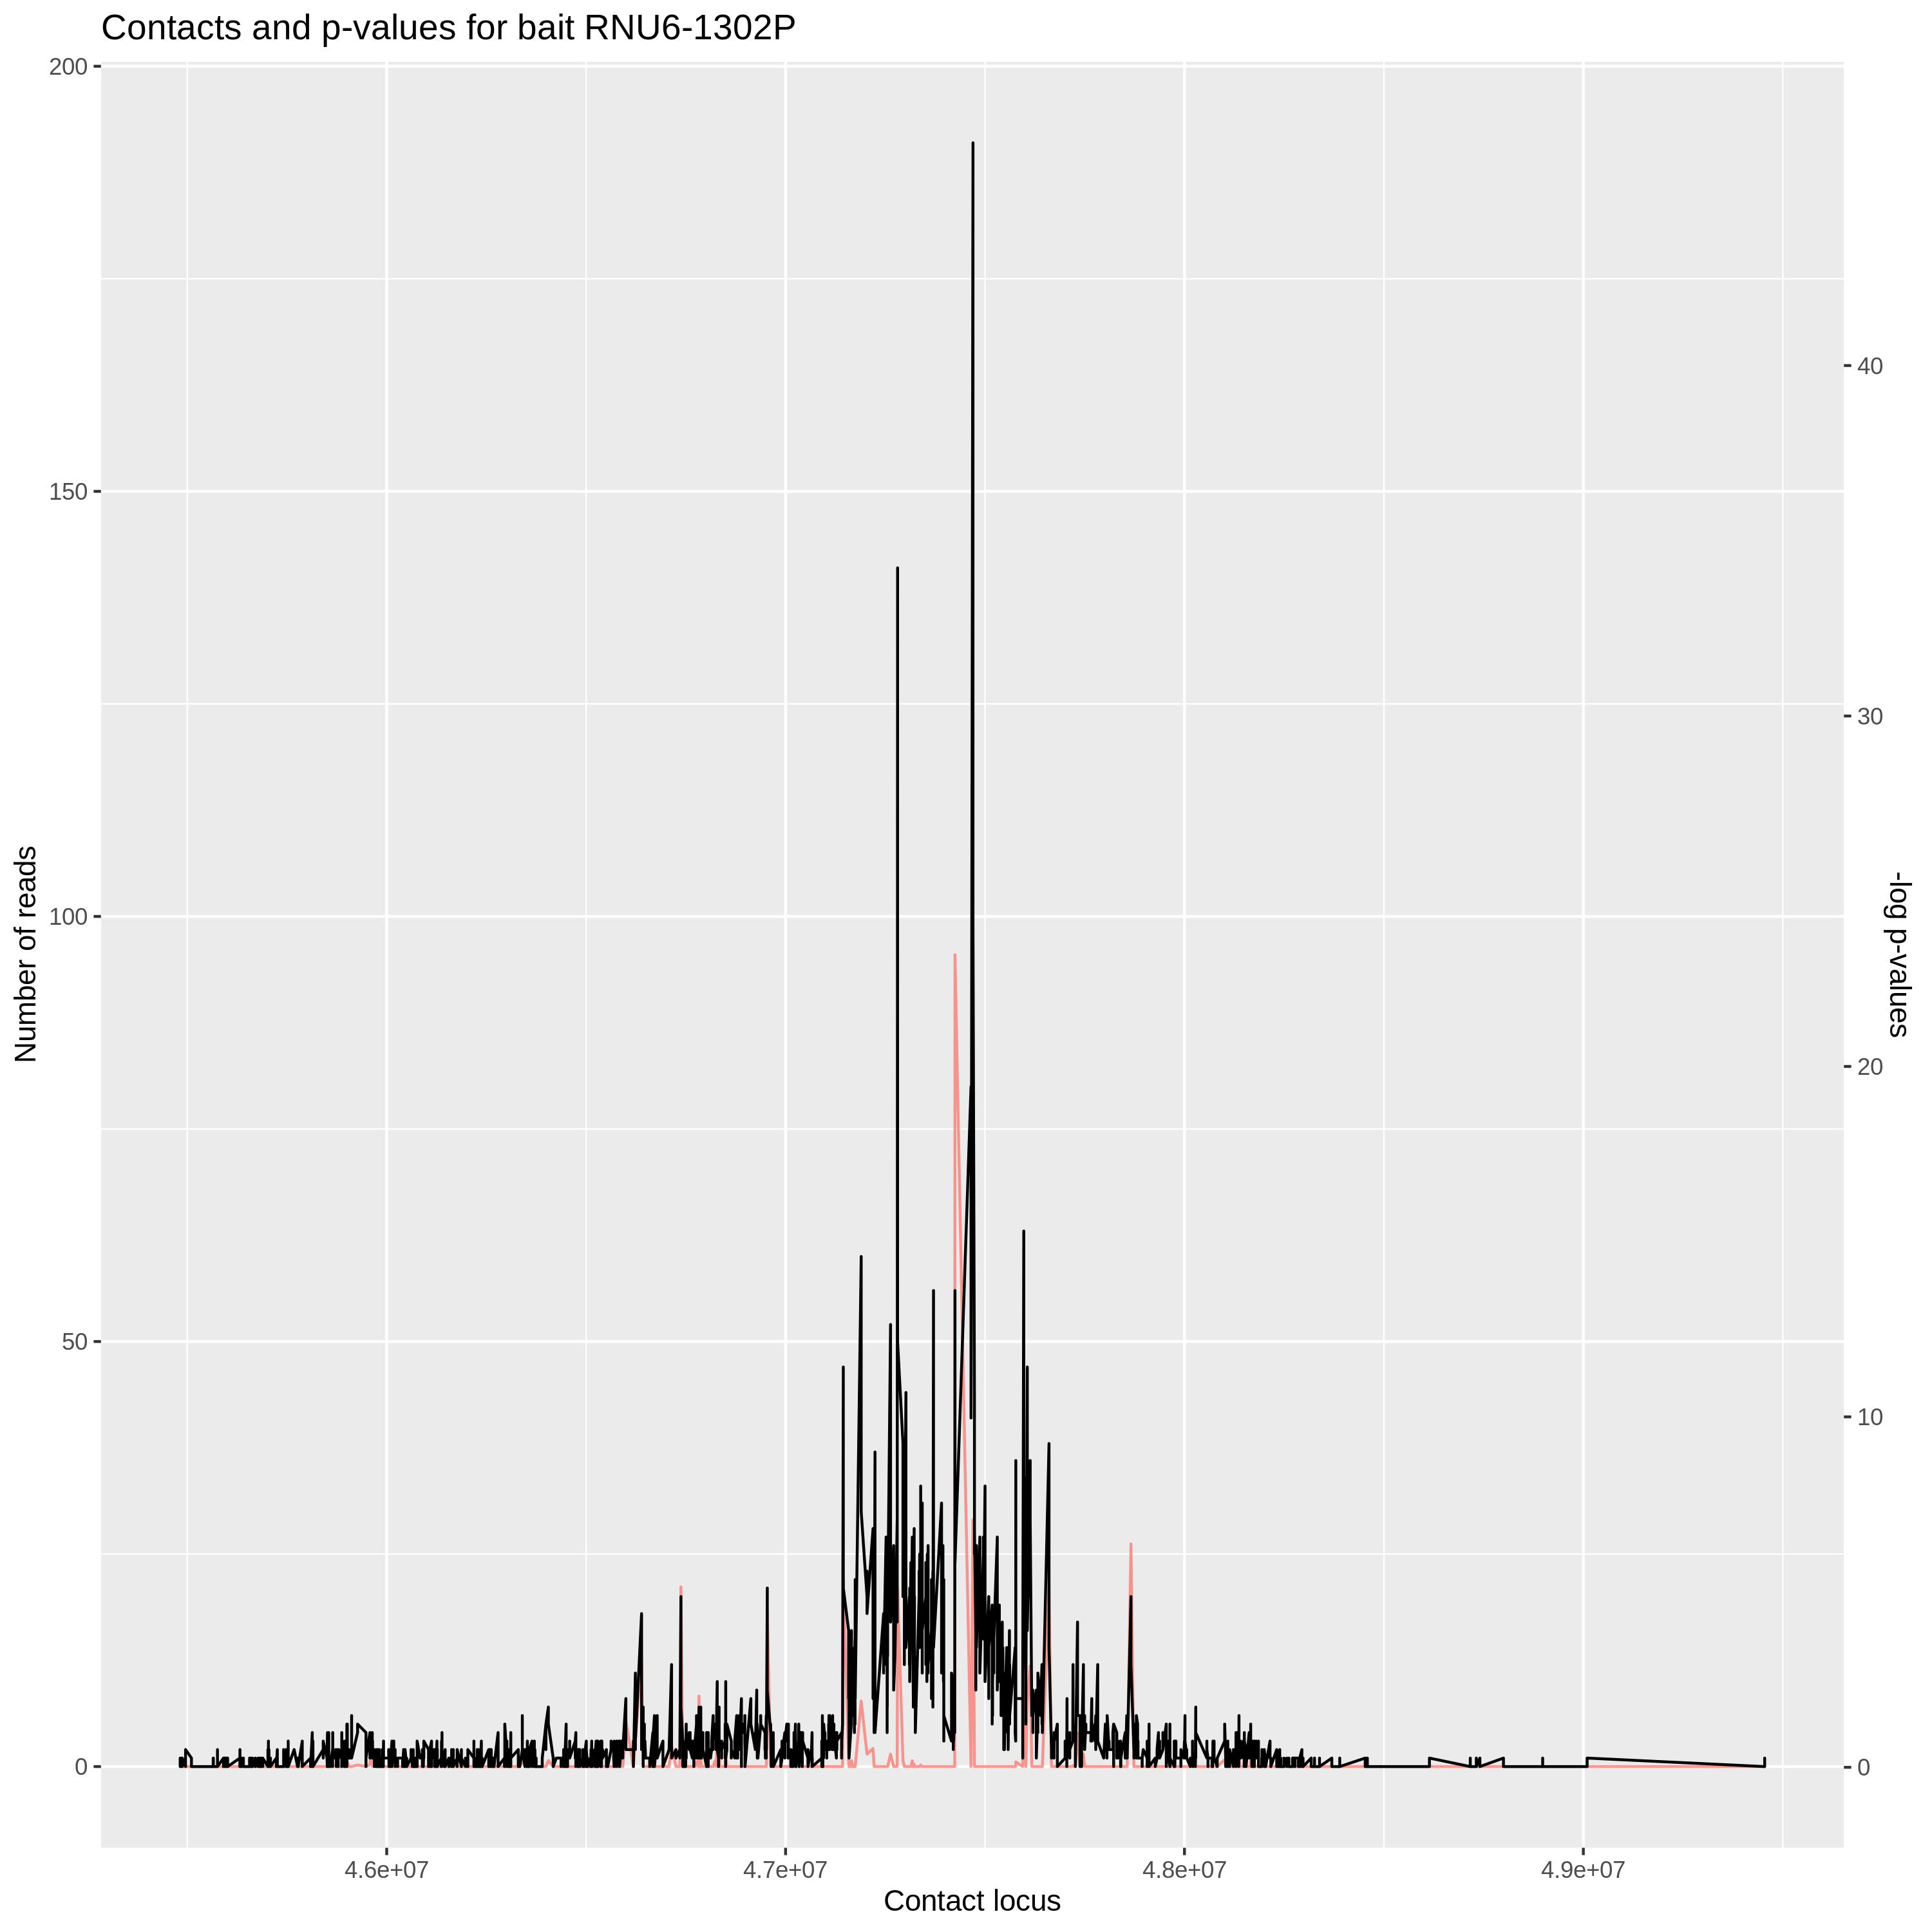 Contacts and p-values for bait RNU6-1302P
200
150
100
50
0
Number of reads
40
30
20
10
0
-log p-values
4.6e+07 4.7e+07 4.8e+07 4.9e+07
Contact locus